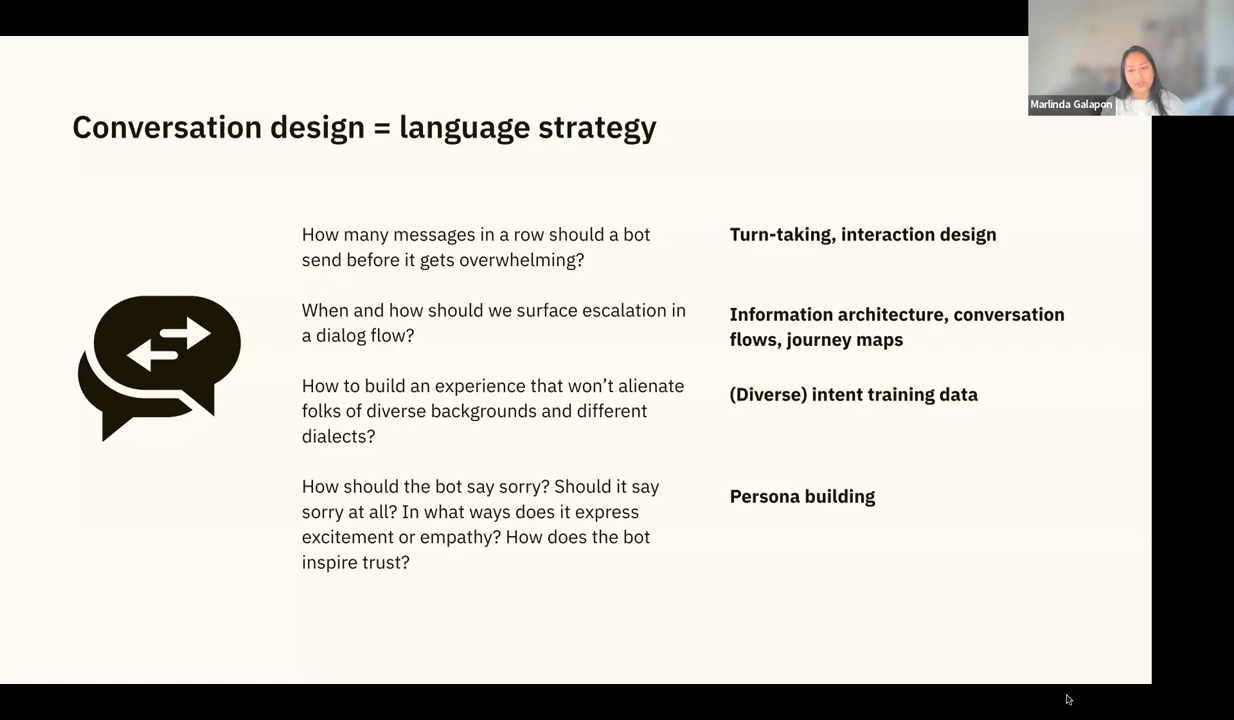 Marlinda Galapon
Conversation design = language strategy
How many messages in a row should a bot
send before it gets overwhelming?
Turn-taking, interaction design
When and how should we surface escalation in
a dialog flow?
Information architecture, conversation
flows, journey maps
How to build an experience that won’t alienate
folks of diverse backgrounds and different
dialects?
(Diverse) intent training data
How should the bot say sorry? Should it say
sorry at all? In what ways does it express
excitement or empathy? How does the bot
inspire trust?
Persona building